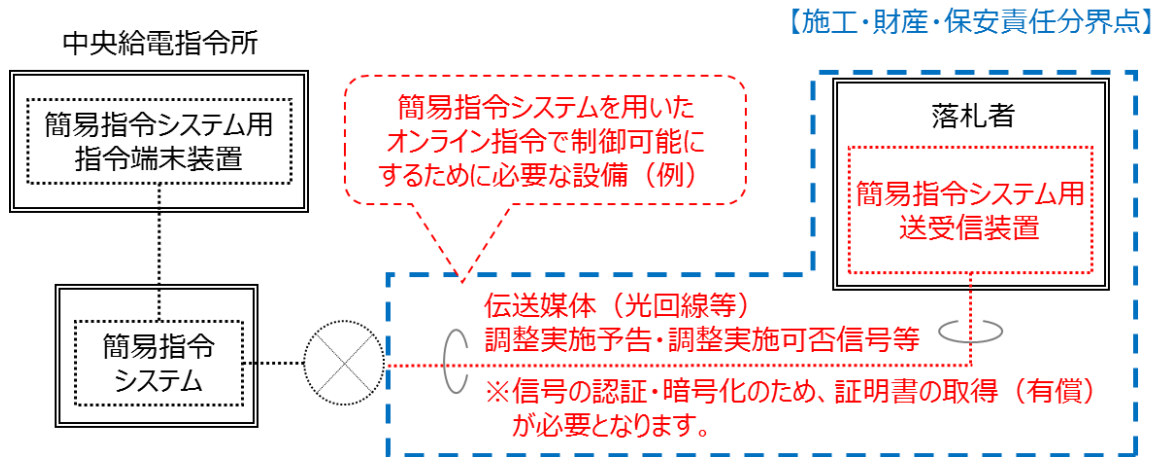 【施工・財産・保安責任分界点】
中央給電指令所
簡易指令システム用
指令端末装置
簡易指令システムを用いた
オンライン指令で制御可能に
するために必要な設備（例）
落札者
簡易指令システム用
送受信装置
簡易指令
システム
伝送媒体（光回線等）
調整実施予告・調整実施可否信号等
※信号の認証・暗号化のため、証明書の取得（有償）
が必要となります。